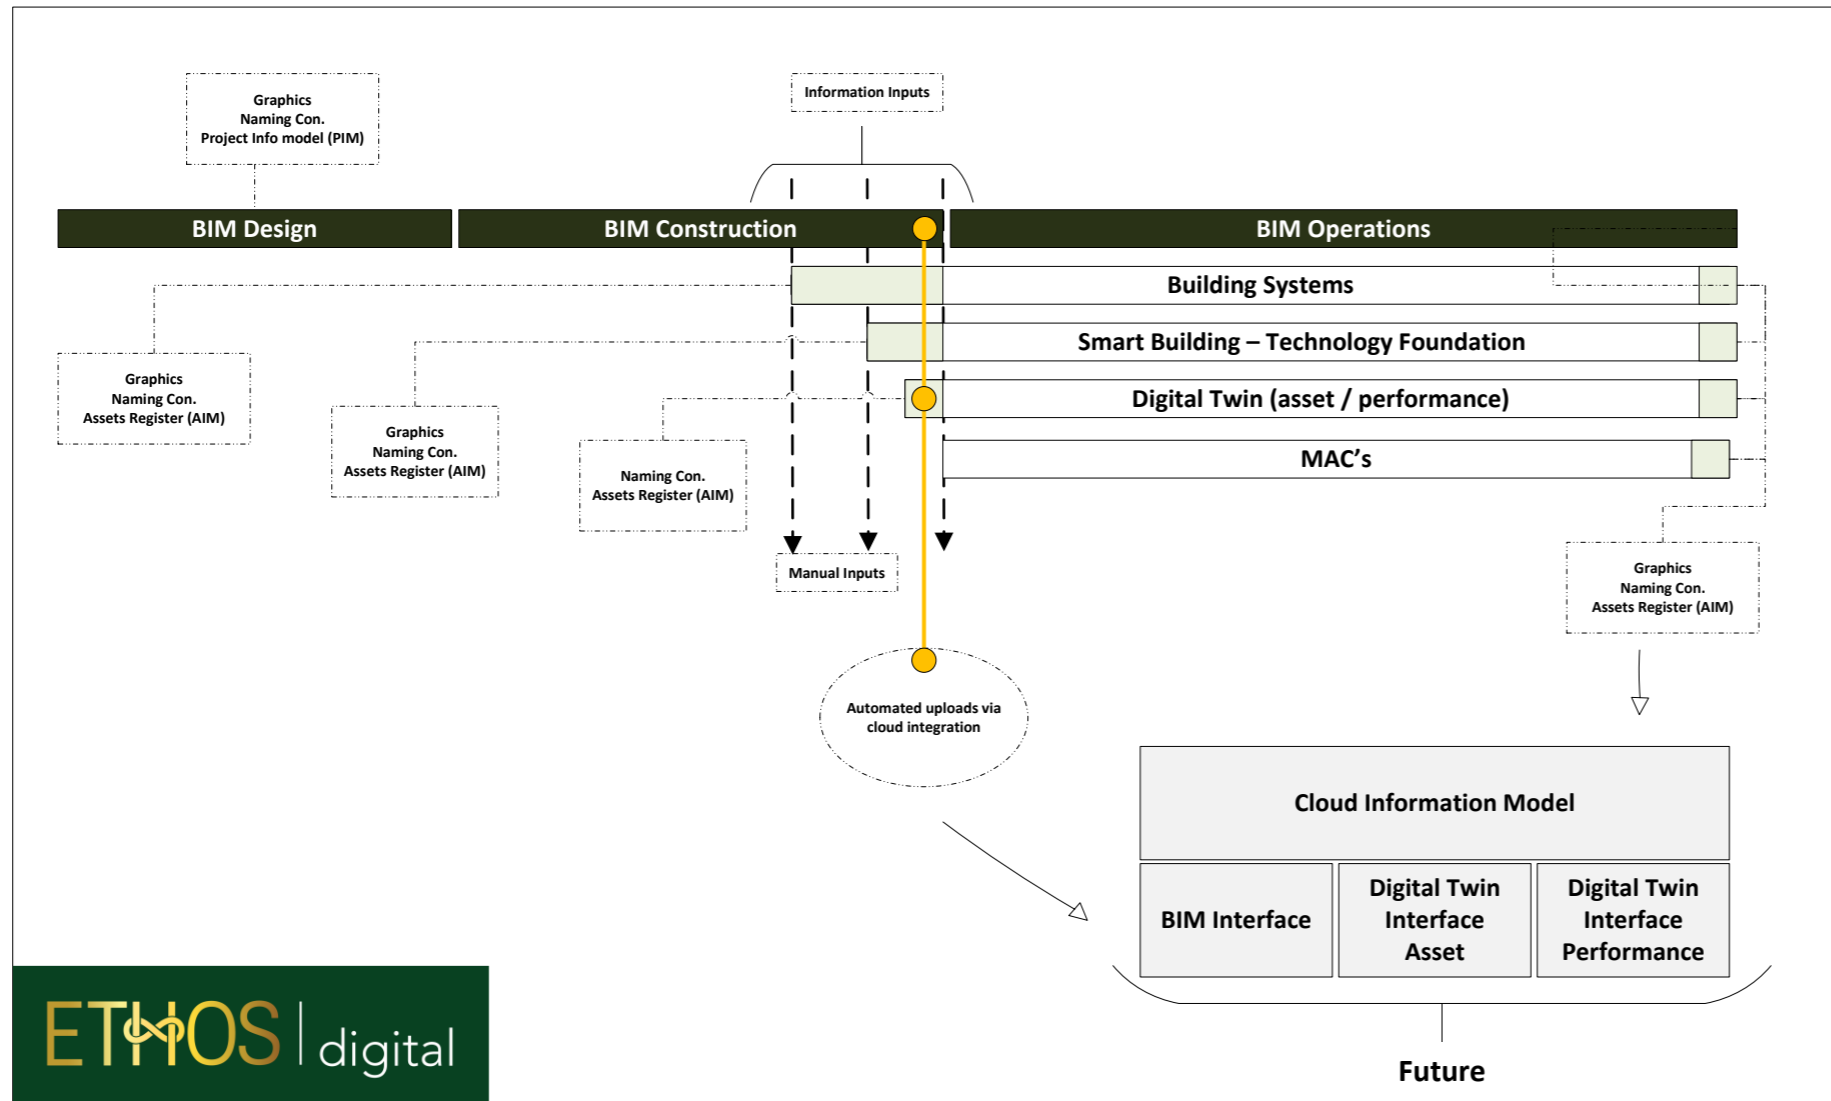 Graphics
Naming Con.
Project Info model (PIM)
Information Inputs
BIM Design
BIM Construction
BIM Operations
Building Systems
Smart Building – Technology Foundation
Digital Twin (asset / performance)
MAC’s
Graphics
Naming Con.
Assets Register (AIM)
Graphics
Naming Con.
Assets Register (AIM)
Naming Con.
Assets Register (AIM)
Manual Inputs
Graphics
Naming Con.
Assets Register (AIM)
Automated uploads via
cloud integration
Cloud Information Model
BIM Interface
Digital Twin
Interface
Asset
Digital Twin
Interface
Performance
Future
ETHOS | digital